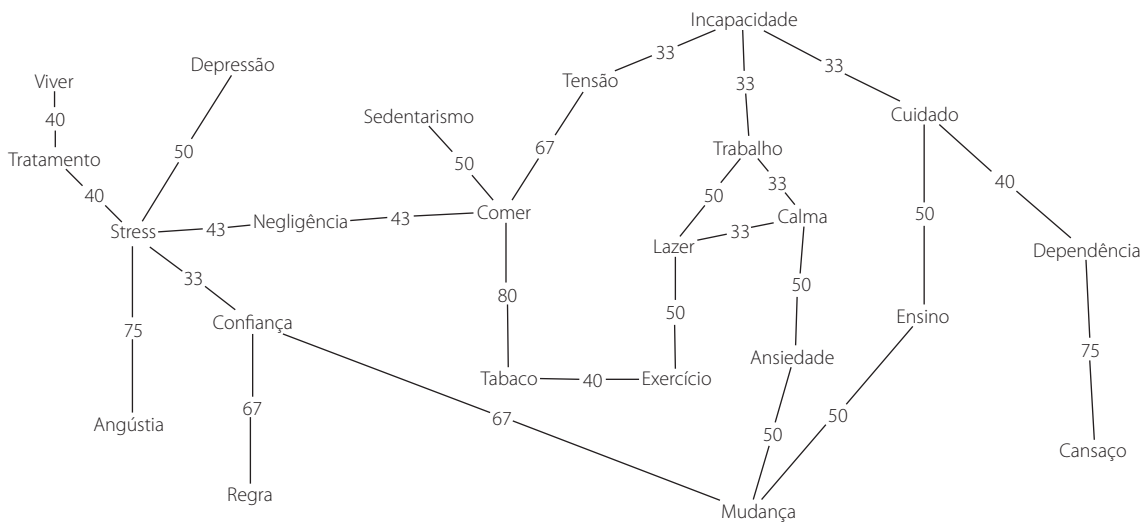 Incapacidade
33
33
33
Depressão
Viver
Tensão
Sedentarismo
Cuidado
40
Tratamento
50
50
67
Trabalho
40
50
33
40
Stress
43
Negligência
43
Comer
Calma
50
Lazer
33
Dependência
33
75
80
50
50
Confiança
Ensino
Tabaco
40
Exercício
Ansiedade
75
67
67
50
50
Angústia
Cansaço
Regra
Mudança